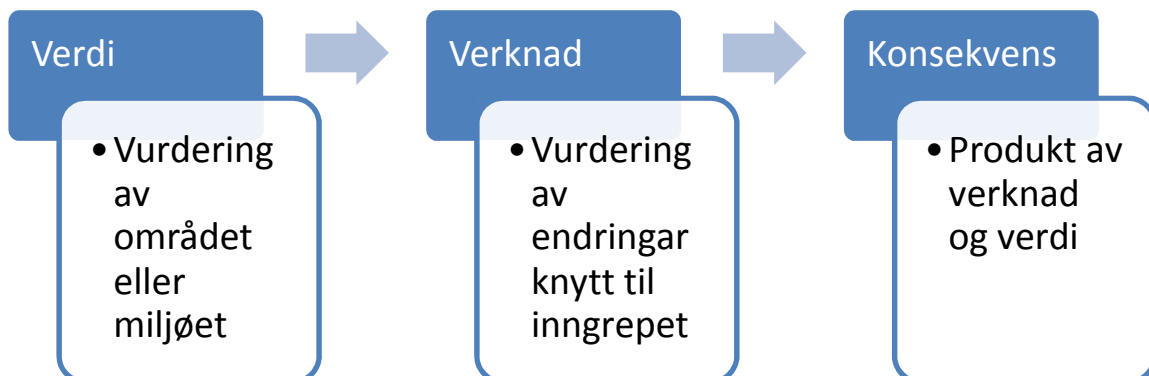 Verdi
• Vurdering
av
området
eller
miljøet
Verknad
• Vurdering
av
endringar
knytt til
inngrepet
Konsekvens
• Produkt av
verknad
og verdi